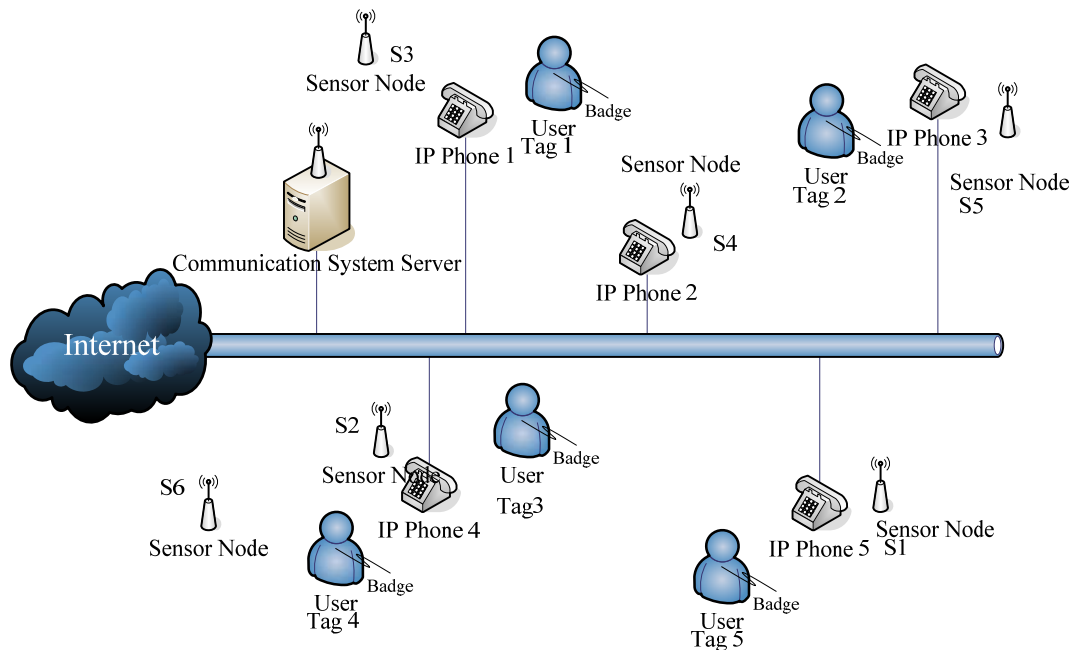 S3
Sensor Node
IP Phone 1
Badge
User
Tag 1
Sensor Node
S4
IP Phone 2
Badge
User
Tag 2
IP Phone 3
Sensor Node
S5
Communication System Server
Internet
S2
Sensor Node
IP Phone 4
Badge
User
Tag3
S6
Sensor Node
Badge
User
Tag 4
IP Phone 5
Sensor Node
S1
Badge
User
Tag 5